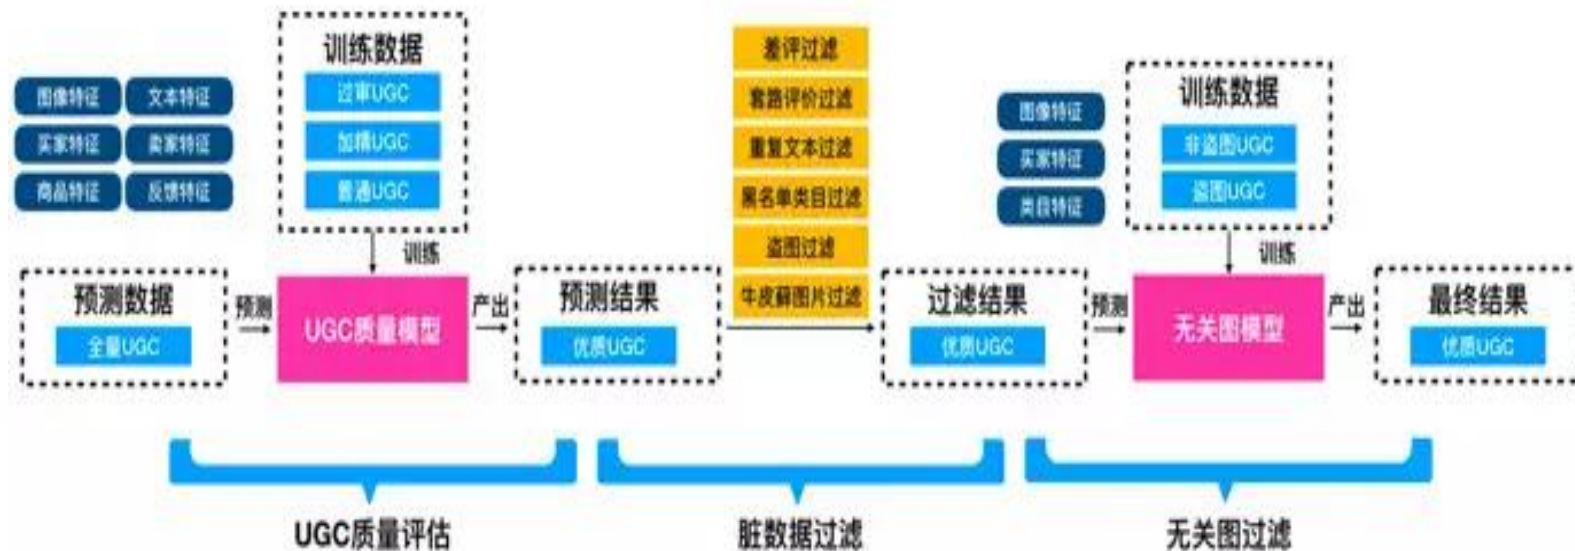 图像特征 文本特征
买家特征 卖家特征
商品特征 反馈特征
训练数据
过审UGC
加精UGC
普通UGC
训练
预测数据
全量UGC
预测
UGC质量模型
产出
预测结果
优质UGC
差评过滤
套路评价过滤
重复文本过滤
黑名单类目过滤
盗图过滤
牛皮藓图片过滤
过滤结果
优质UGC
预测
图像特征
买家特征
类目特征
训练数据
非盗图UGC
盗图UGC
训练
无关图模型
产出
最终结果
优质UGC
UGC质量评估
脏数据过滤
无关图过滤